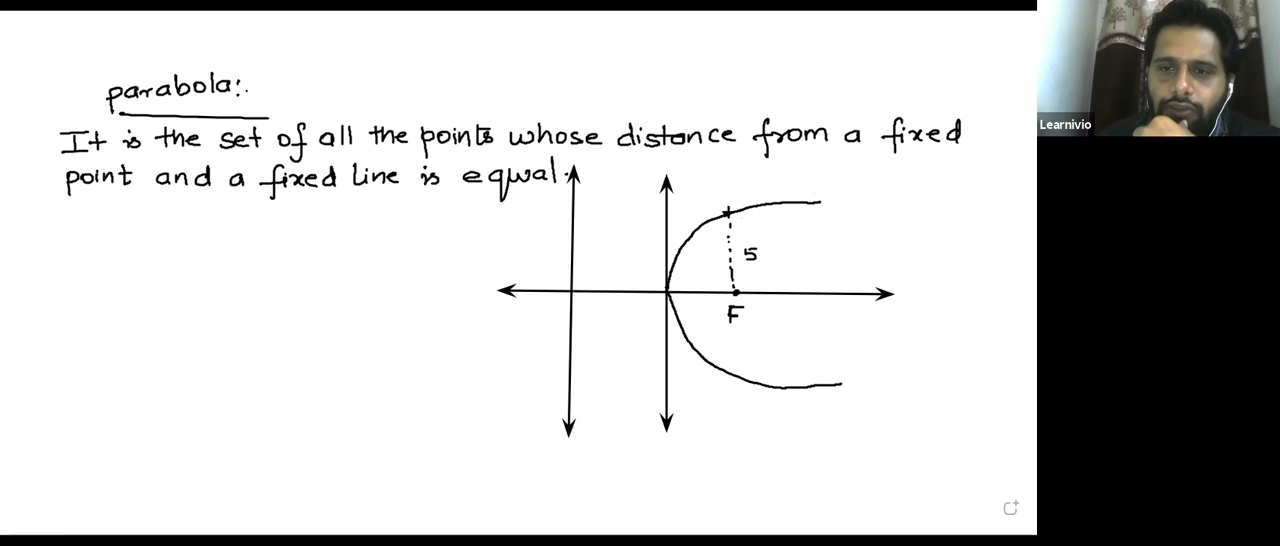 parabola:.
It is the set of all the points whose distance from a fixed
point and a fixed line is equal.
5
F
Learnivio